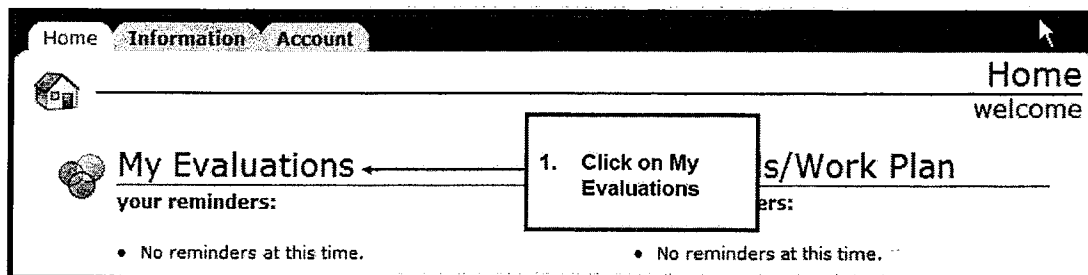 Home Information Account
Home
welcome
My Evaluations
1. Click on My
Evaluations
s/Work Plan
your reminders:
ers:
• No reminders at this time.
• No reminders at this time.